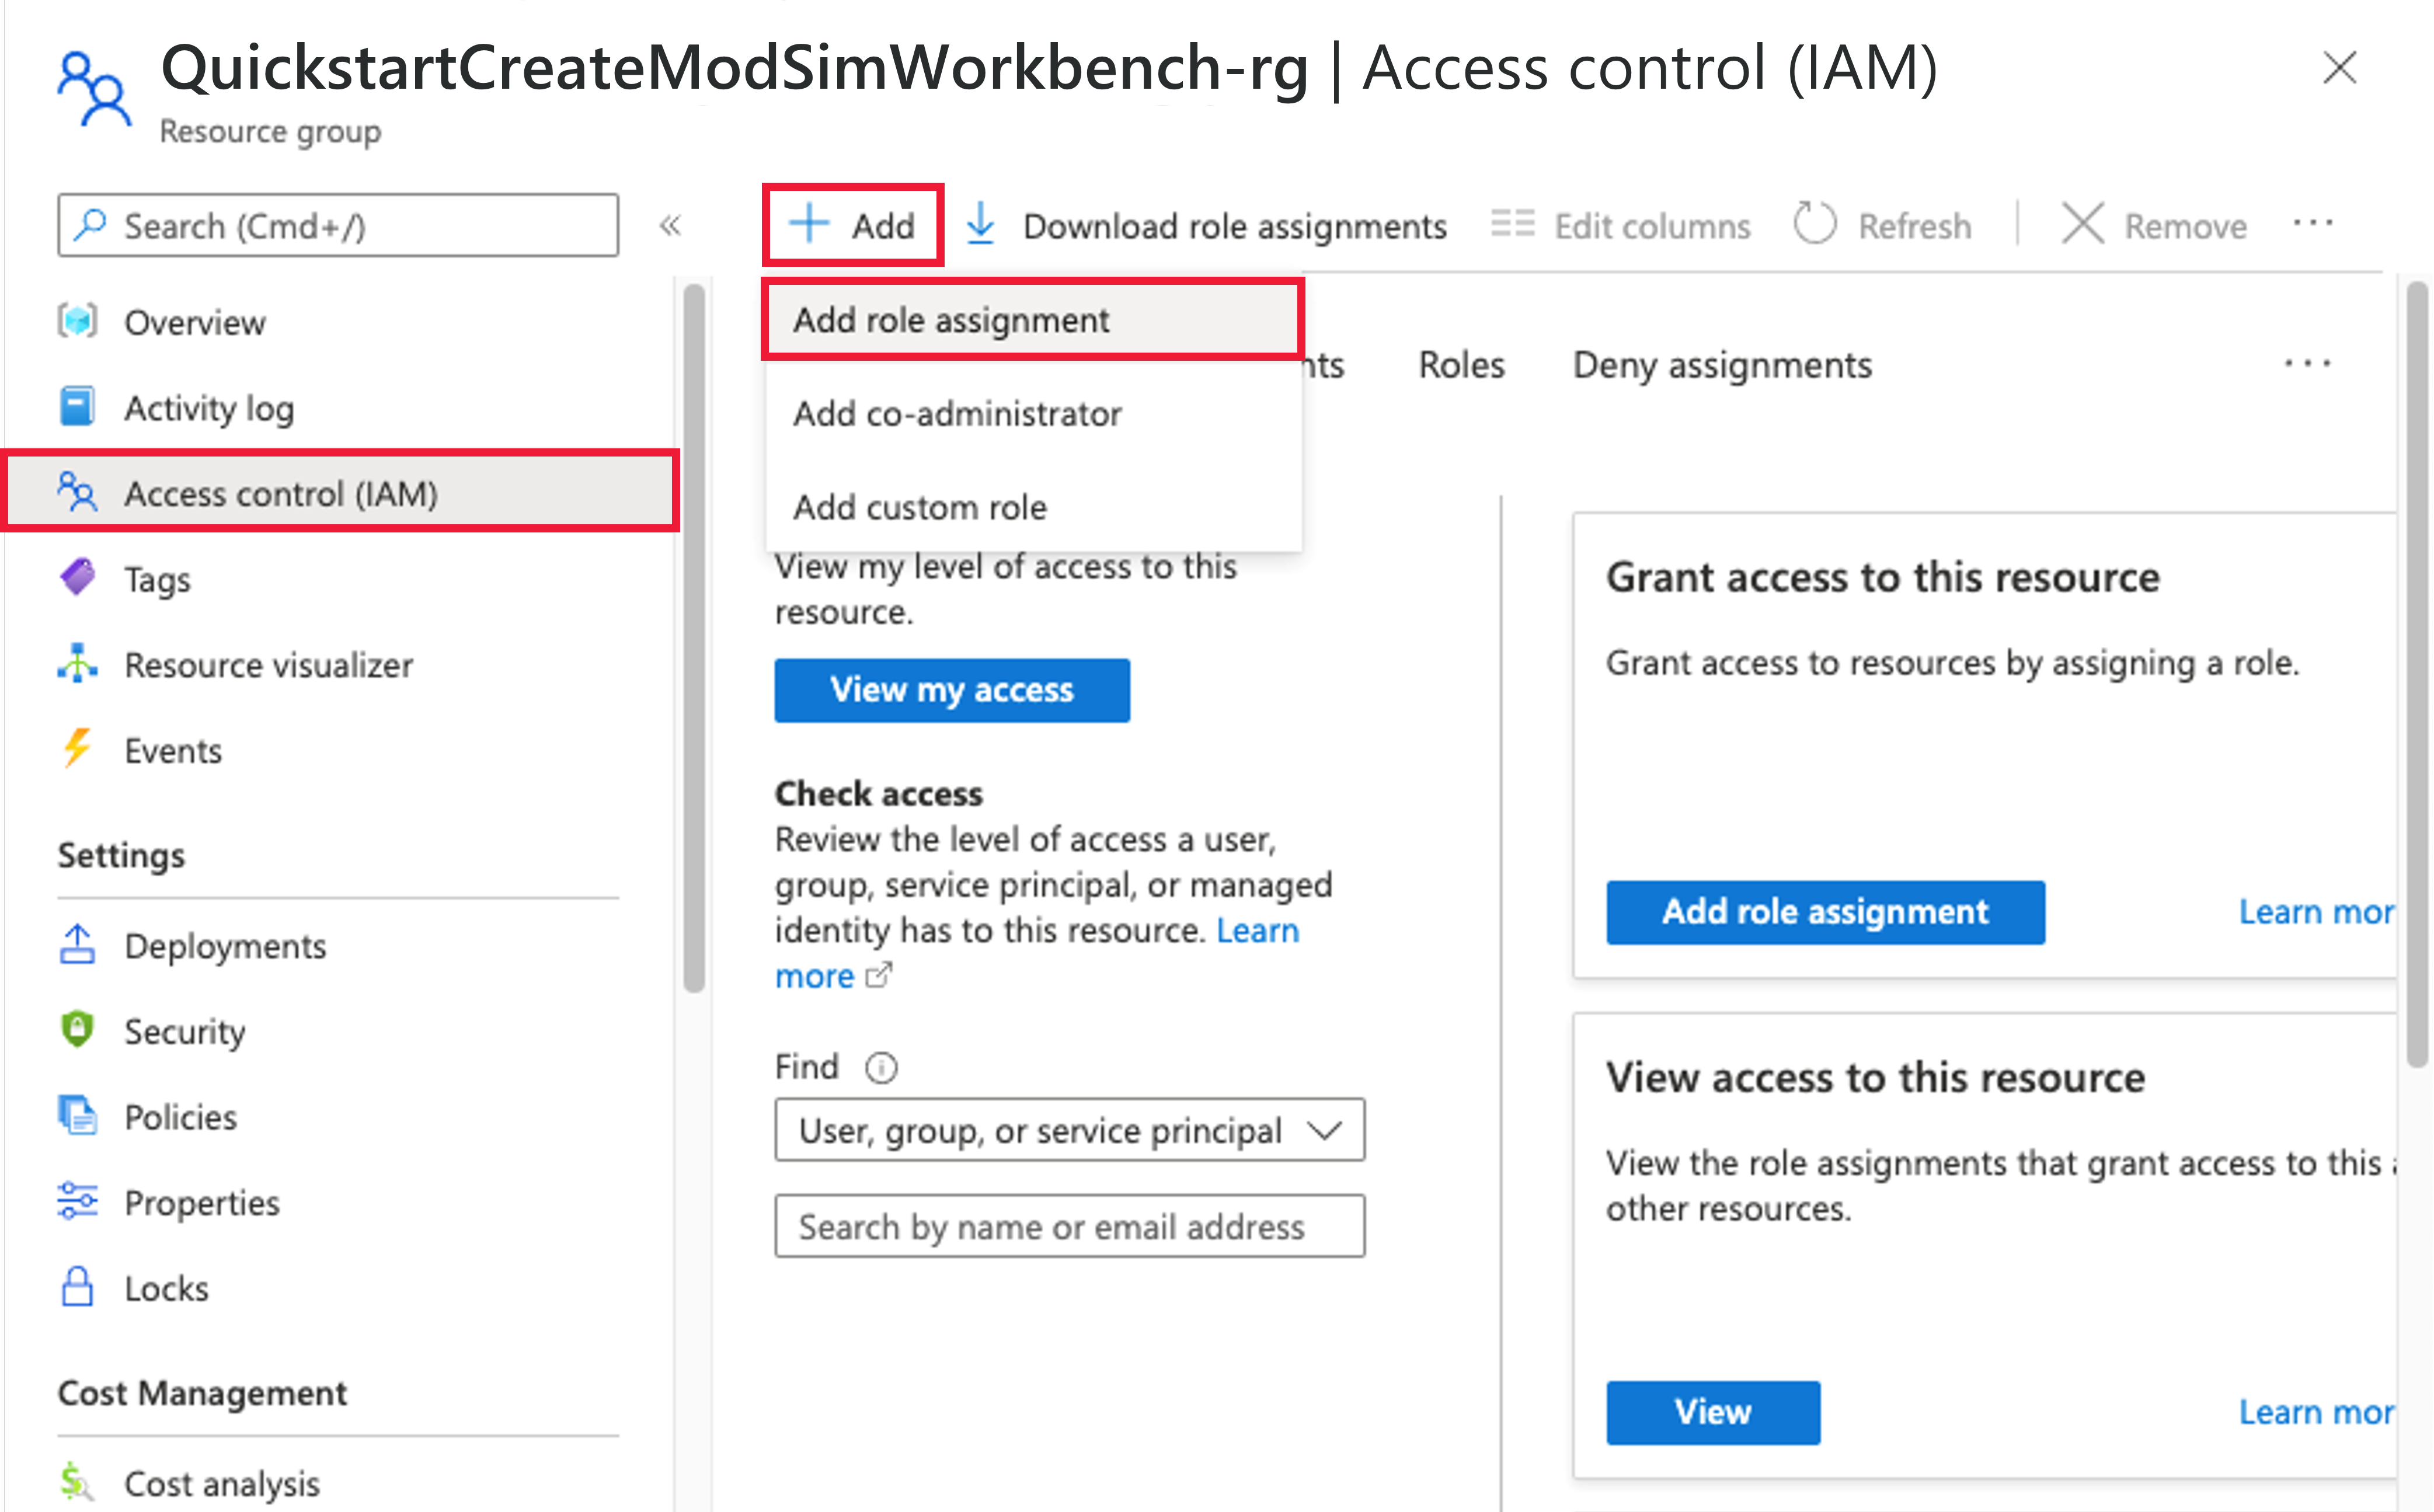 QuickstartCreateModSimWorkbench-rg | Access control (IAM)
Resource group
Search (Cmd+/)
«
Add
Download role assignments
Edit columns
Refresh
Remove
Overview
Activity log
Access control (IAM)
Tags
Resource visualizer
Events
Settings
Deployments
Security
Policies
Properties
Locks
Cost Management
Cost analysis
Add role assignment
Add co-administrator
Add custom role
nts
Roles
Deny assignments
View my level of access to this
resource.
View my access
Check access
Review the level of access a user,
group, service principal, or managed
identity has to this resource. Learn
more
Find
User, group, or service principal
Search by name or email address
Grant access to this resource
Grant access to resources by assigning a role.
Add role assignment
Learn mor
View access to this resource
View the role assignments that grant access to this
other resources.
View
Learn mor